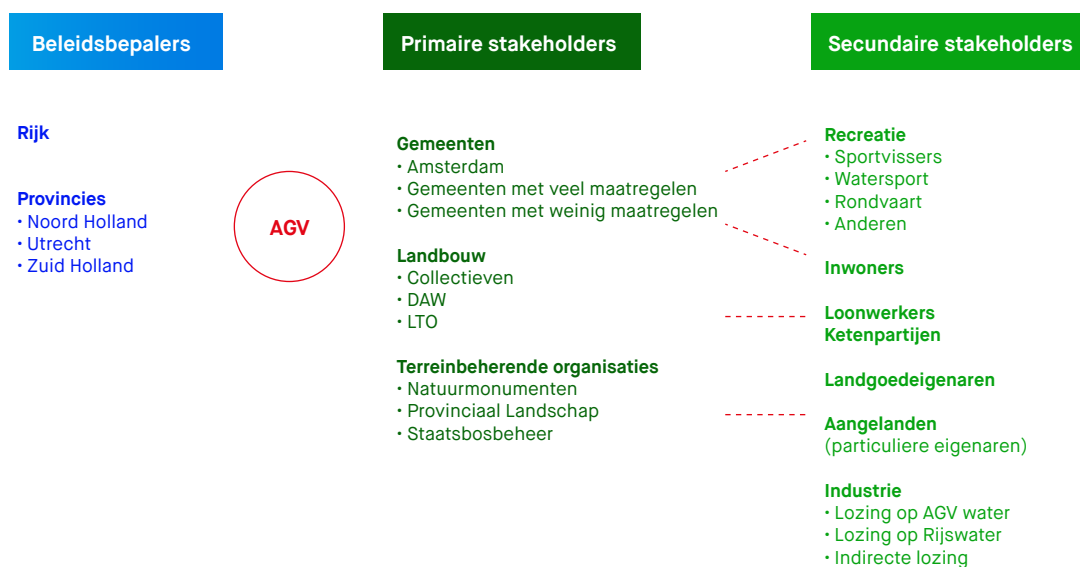 Beleidsbepalers
Rijk
Provincies
• Noord Holland
• Utrecht
• Zuid Holland
AGV
Primaire stakeholders
Gemeenten
• Amsterdam
• Gemeenten met veel maatregelen
• Gemeenten met weinig maatregelen
Landbouw
• Collectieven
• DAW
• LTO
Terreinbeherende organisaties
• Natuurmonumenten
• Provinciaal Landschap
• Staatsbosbeheer
Secundaire stakeholders
Recreatie
• Sportvissers
• Watersport
• Rondvaart
• Anderen
Inwoners
Loonwerkers
Ketenpartijen
Landgoedeigenaren
Aangelanden
(particuliere eigenaren)
Industrie
• Lozing op AGV water
• Lozing op Rijswater
• Indirecte lozing